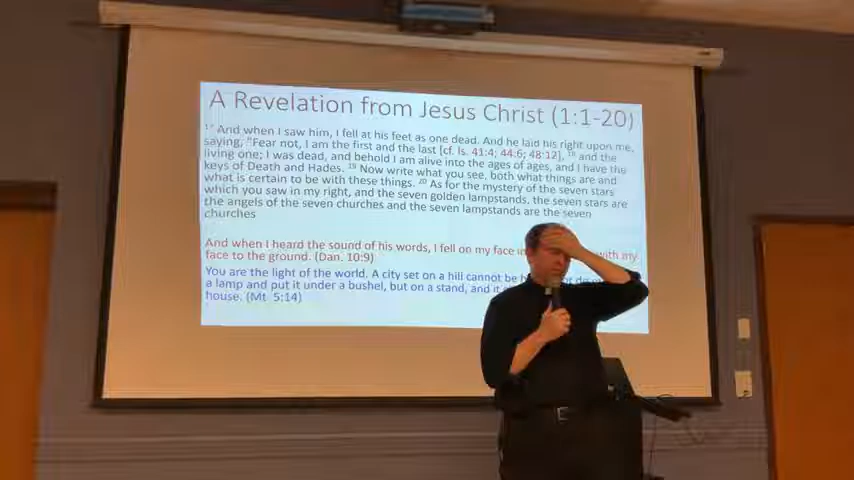 A Revelation from Jesus Christ (1:1-20)
17 And when I saw him, I fell at his feet as one dead. And he laid his right upon me,
saying, "Fear not, I am the first and the last [cf. Is. 41:4; 44:6; 48:12], 18 and the
living one; I was dead, and behold I am alive into the ages of ages, and I have the
keys of Death and Hades. 19 Now write what you see, both what things are and
what is certain to be with these things. 20 As for the mystery of the seven stars
which you saw in my right, and the seven golden lampstands, the seven stars are
the angels of the seven churches and the seven lampstands are the seven
churches
And when I heard the sound of his words, I fell on my face with my
face to the ground. (Dan. 10:9)
You are the light of the world. A city set on a hill cannot be
a lamp and put it under a bushel, but on a stand, and it
house. (Mt. 5:14)